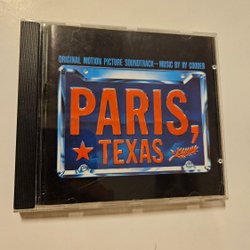 ORIGINAL MOTION PICTURE SOUNDTRACK—MUSIC BY RY COODER
PARIS,
TEXAS